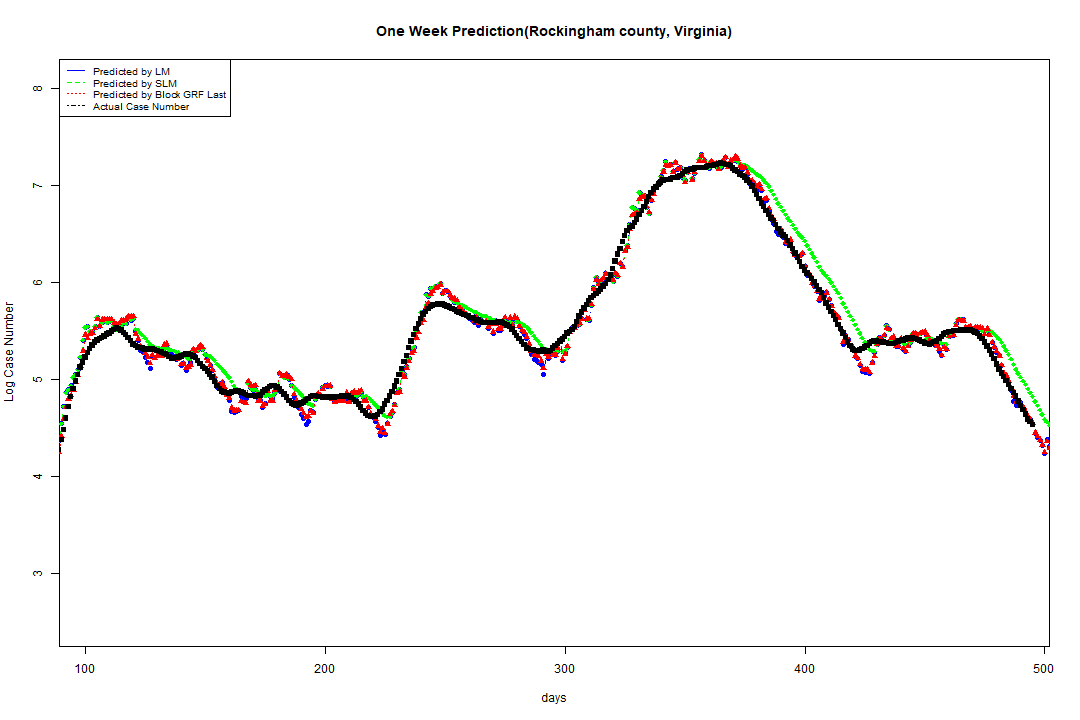 One Week Prediction(Rockingham county, Virginia)
Predicted by LM
Predicted by SLM
Predicted by Block GRF Last
Actual Case Number
Log Case Number
8
7
6
5
4
3
100 200 300 400 500
days